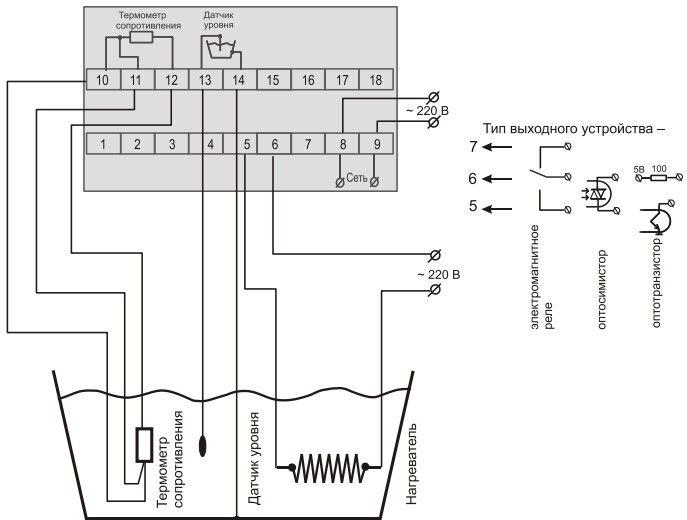 Термометр
сопротивления
Датчик
уровня
10 11 12 13 14 15 16 17 18
~ 220 В
1 2 3 4 5 6 7 8 9
Сеть
Тип выходного устройства –
7
6
5
5В 100
электромагнитное
реле
оптосимистор
оптотранзистор
~ 220 В
Термометр
сопротивления
Датчик уровня
Нагреватель